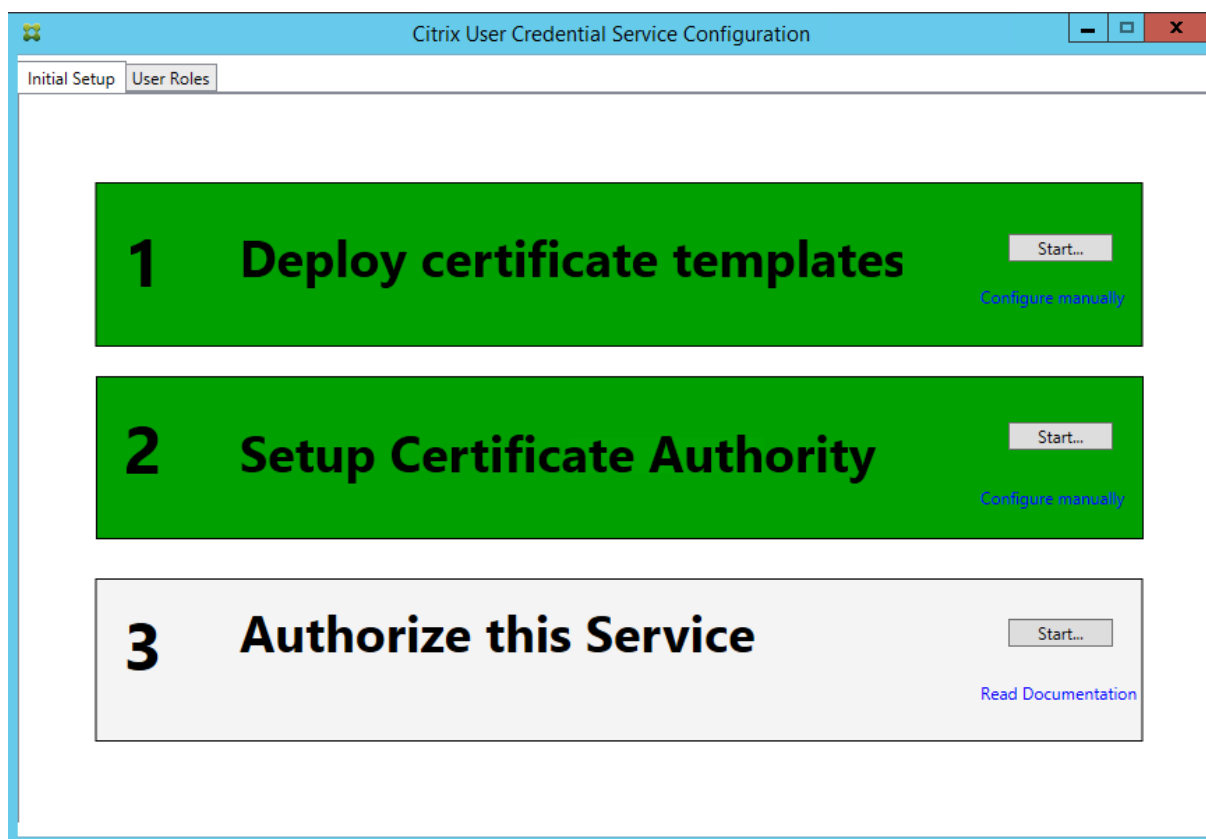 Citrix User Credential Service Configuration
Initial Setup User Roles
1 Deploy certificate templates Start...
Configure manually
2 Setup Certificate Authority Start...
Configure manually
3 Authorize this Service Start...
Read Documentation